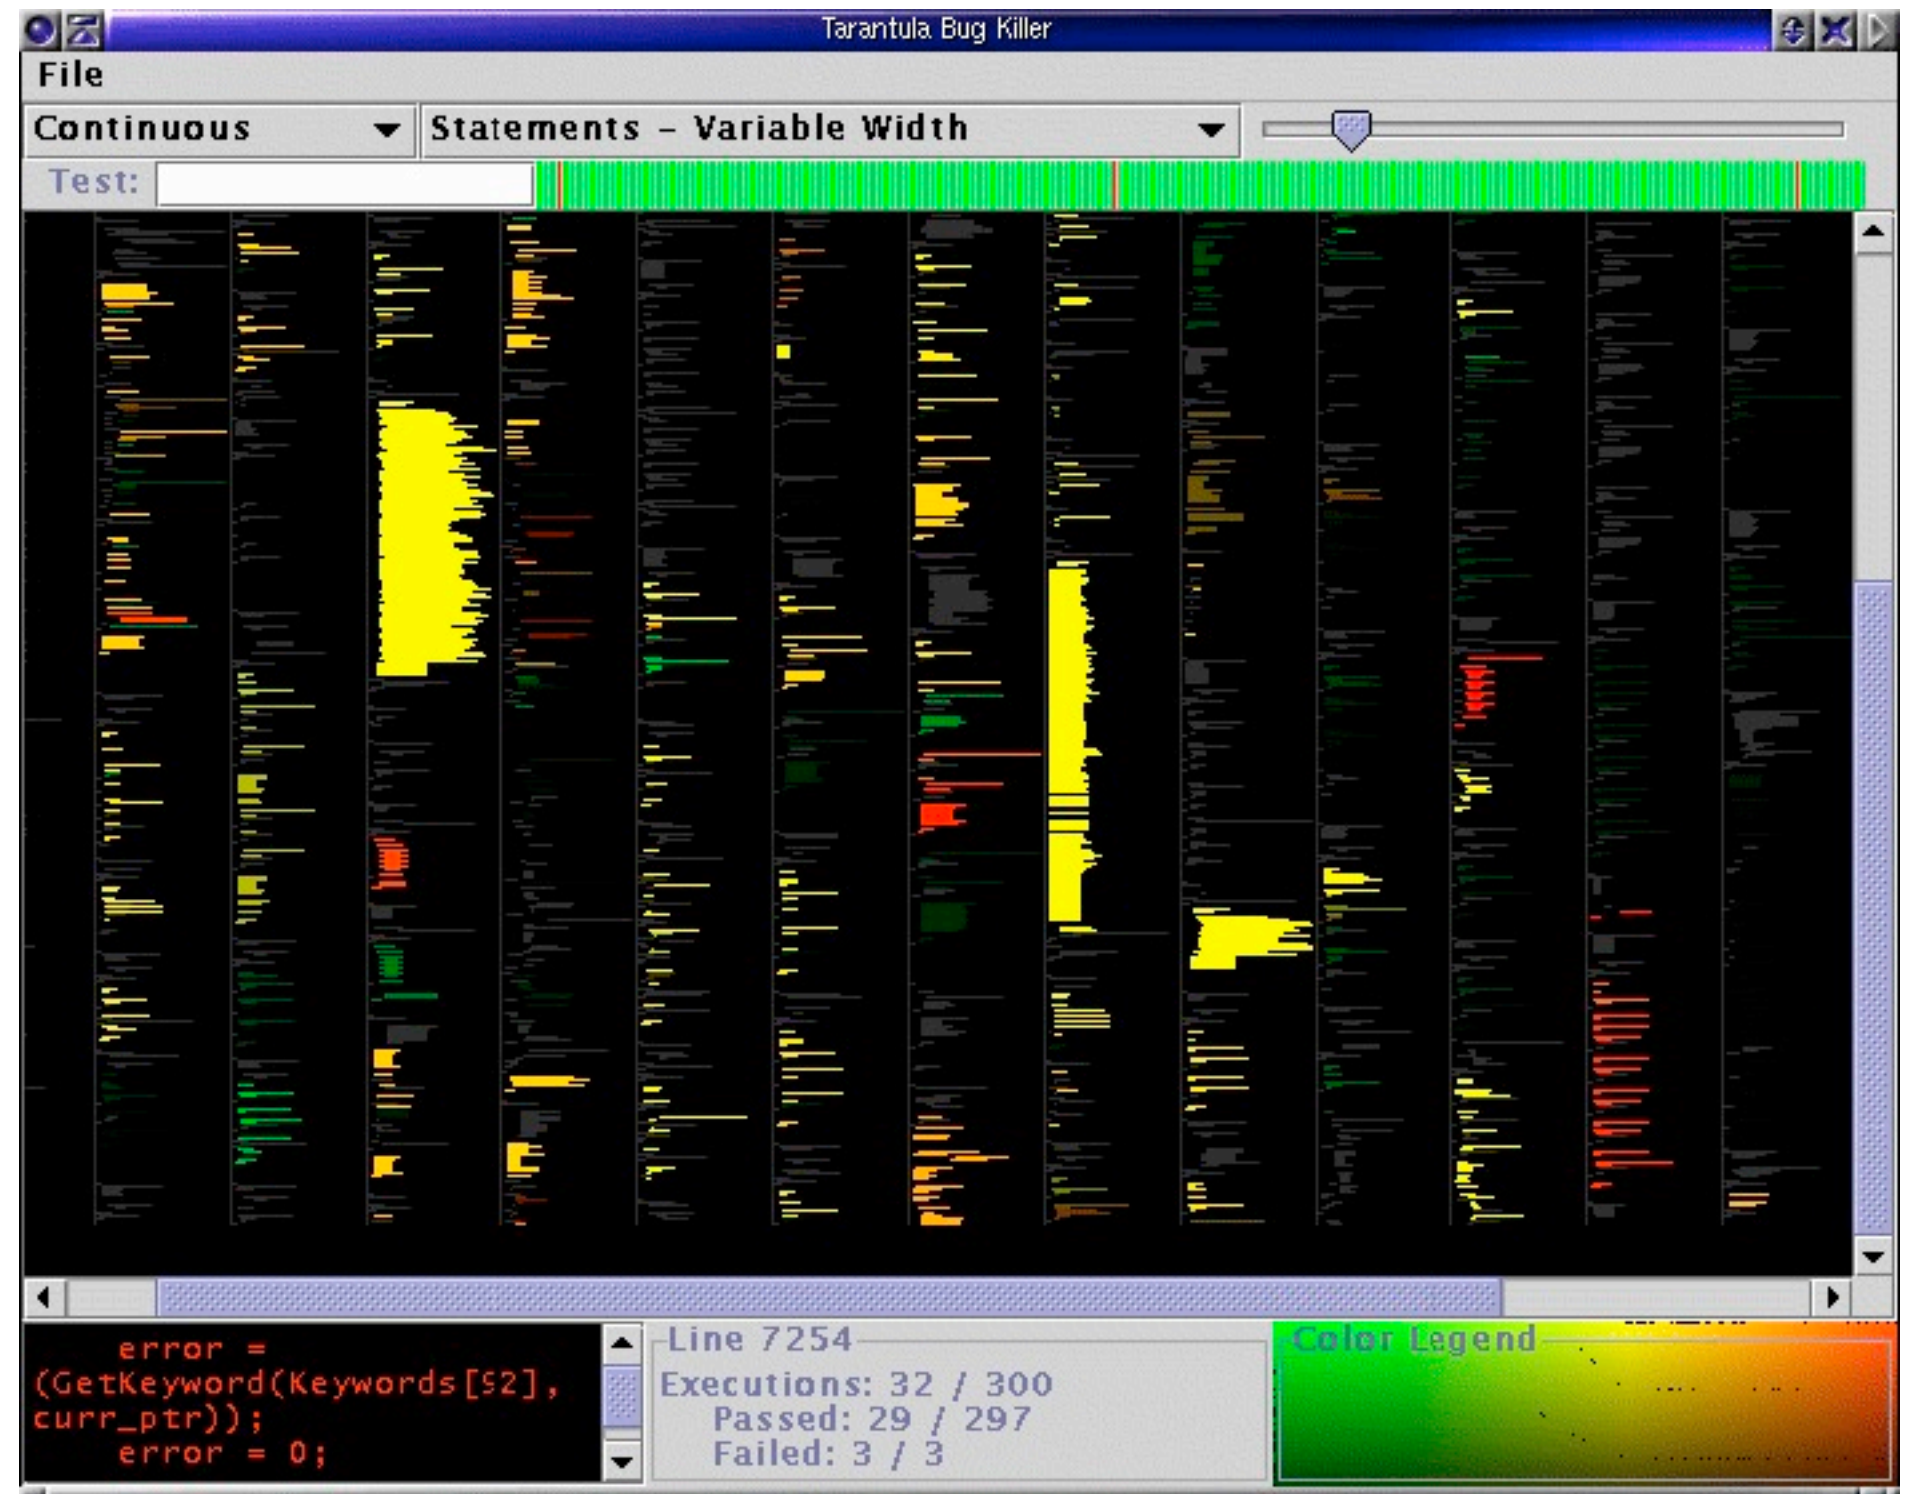 Tarantula Bug Killer
File
Continuous
Statements - Variable Width
Test:
error =
(GetKeyword(Keywords[92],
curr_ptr));
error = 0;
Line 7254
Executions: 32 / 300
Passed: 29 / 297
Failed: 3 / 3
Color Legend